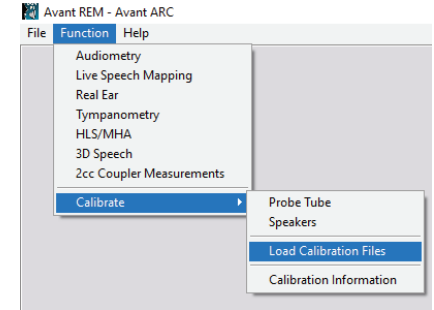 Avant REM - Avant ARC
File Function Help
Audiometry
Live Speech Mapping
Real Ear
Tympanometry
HLS/MHA
3D Speech
2cc Coupler Measurements
Calibrate
Probe Tube
Speakers
Load Calibration Files
Calibration Information